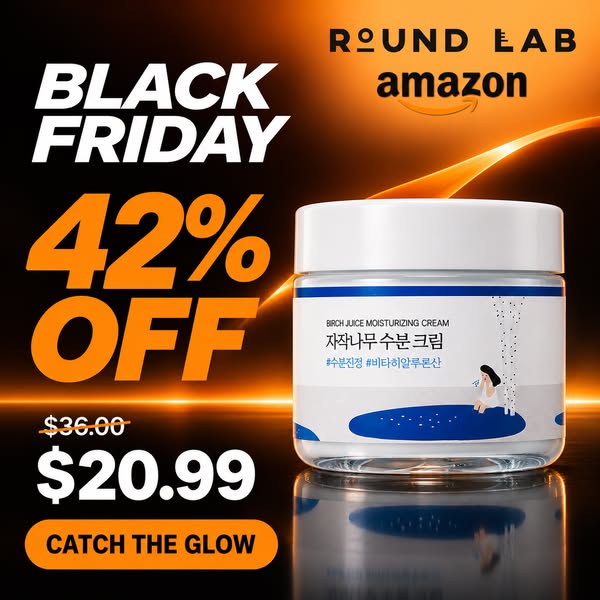 ROUND LAB
amazon
BLACK
FRIDAY
42%
OFF
$36.00
$20.99
CATCH THE GLOW
BIRCH JUICE MOISTURIZING CREAM
자작나무 수분 크림
#수분진정 #비타히알루론산